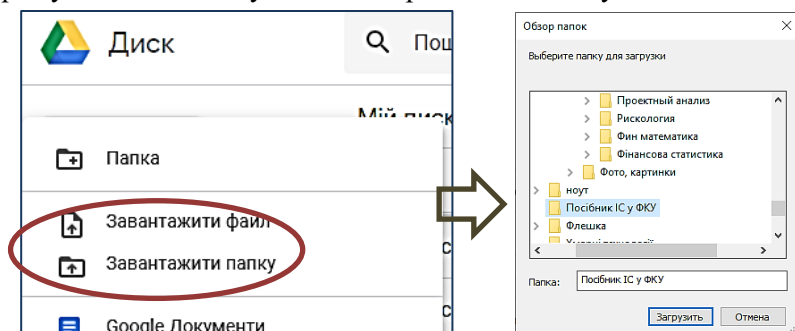 Диск
Мій диск
Папка
Завантажити файл
Завантажити папку
Google Документи
Обзор папок
Выберите папку для загрузки
Проектный анализ
Рискология
Фин математика
Фінансова статистика
Фото, картинки
ноут
Посібник ІС у ФКУ
Флешка
Папка: Посібник ІС у ФКУ
Загрузить Отмена